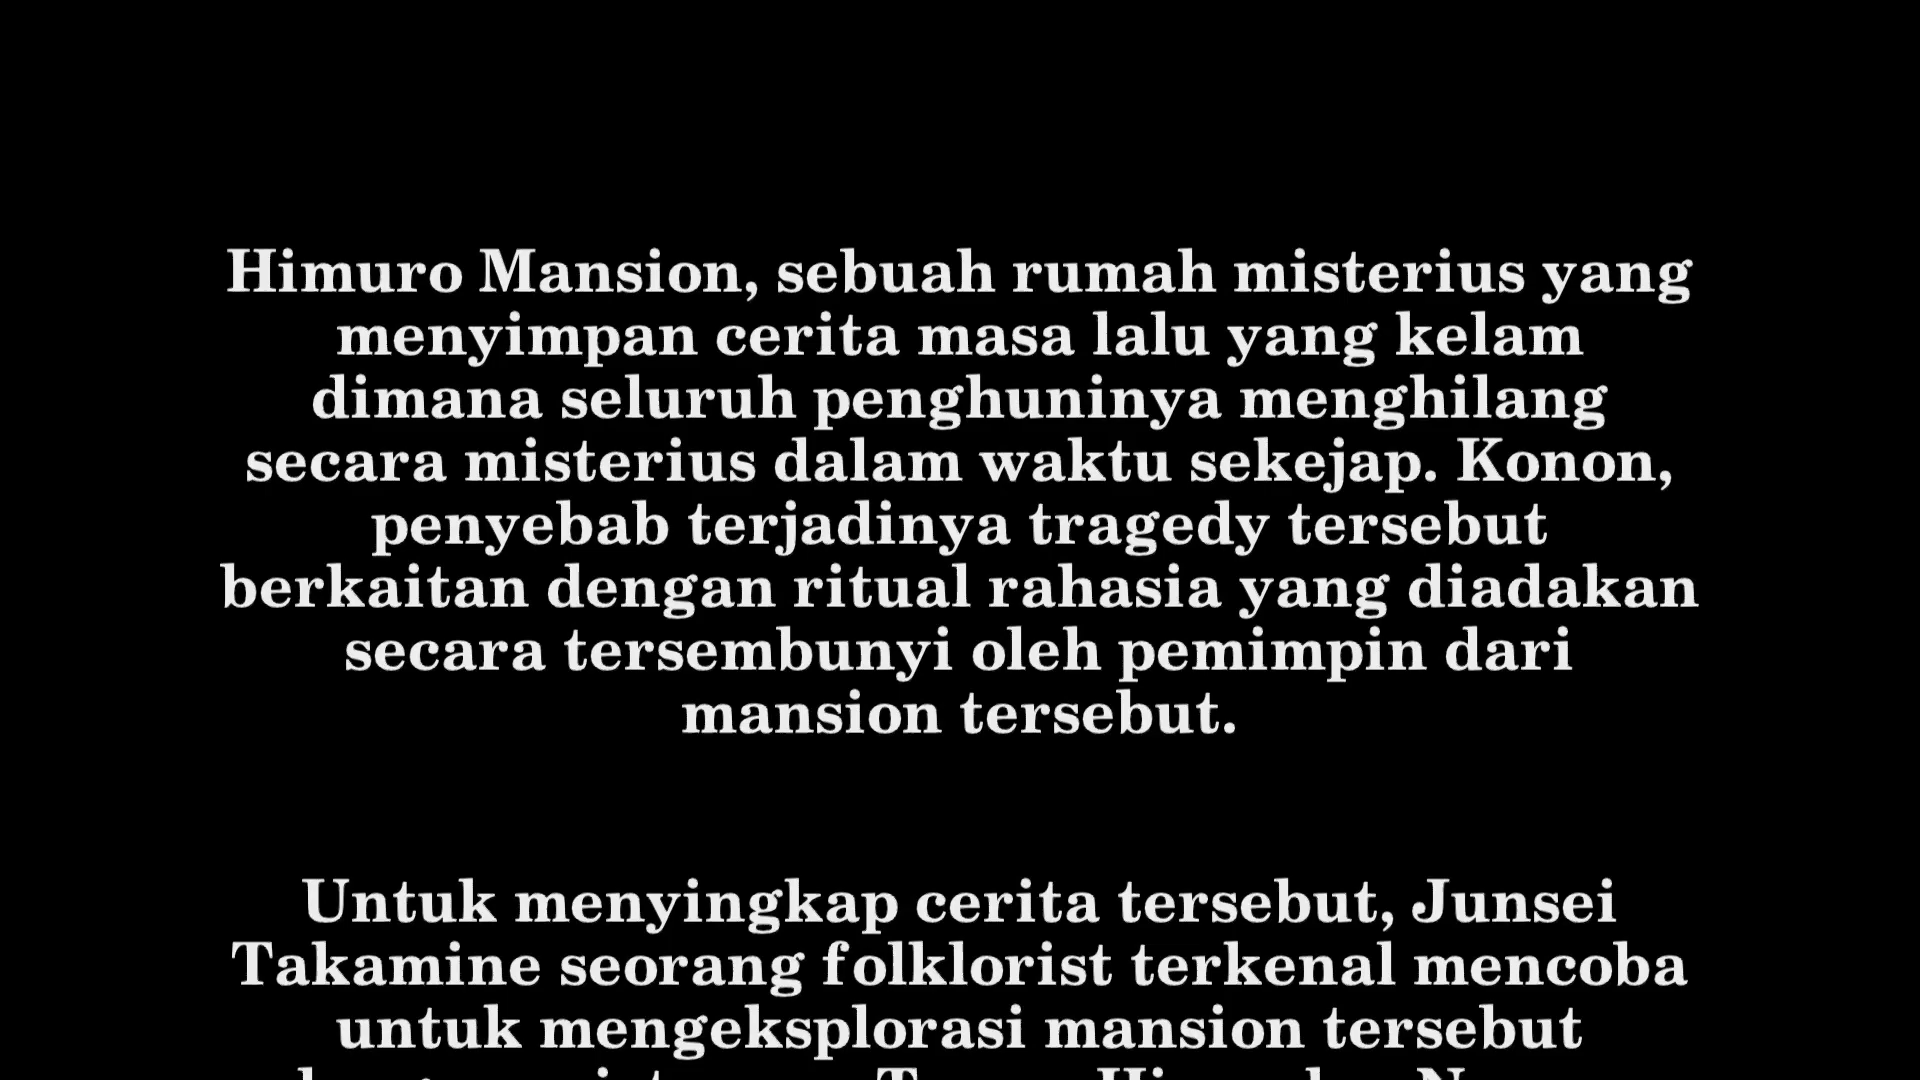 Himuro Mansion, sebuah rumah misterius yang
menyimpan cerita masa lalu yang kelam
dimana seluruh penghuninya menghilang
secara misterius dalam waktu sekejap. Konon,
penyebab terjadinya tragedy tersebut
berkaitan dengan ritual rahasia yang diadakan
secara tersembunyi oleh pemimpin dari
mansion tersebut.
Untuk menyingkap cerita tersebut, Junsei
Takamine seorang folklorist terkenal mencoba
untuk mengeksplorasi mansion tersebut